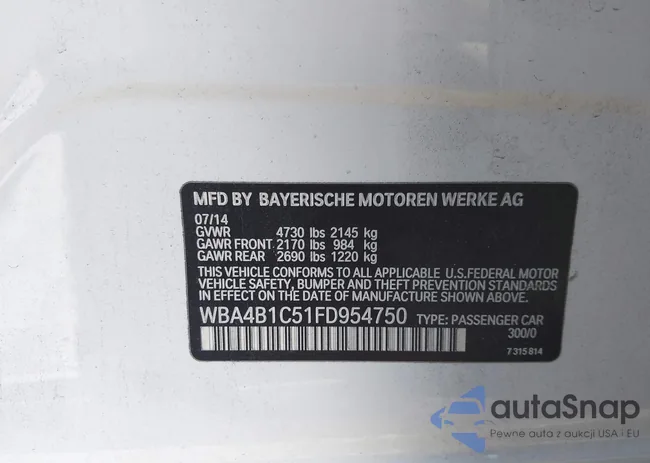 MFD BY BAYERISCHE MOTOREN WERKE AG
07/14
GVWR 4730 lbs 2145 kg
GAWR FRONT 2170 lbs 984 kg
GAWR REAR 2690 lbs 1220 kg
THIS VEHICLE CONFORMS TO ALL APPLICABLE U.S.FEDERAL MOTOR
VEHICLE SAFETY, BUMPER AND THEFT PREVENTION STANDARDS
IN EFFECT ON THE DATE OF MANUFACTURE SHOWN ABOVE.
WBA4B1C51FD954750 TYPE: PASSENGER CAR
300/0
7315814
autaSnap
Pewne auta z aukcji USA i EU